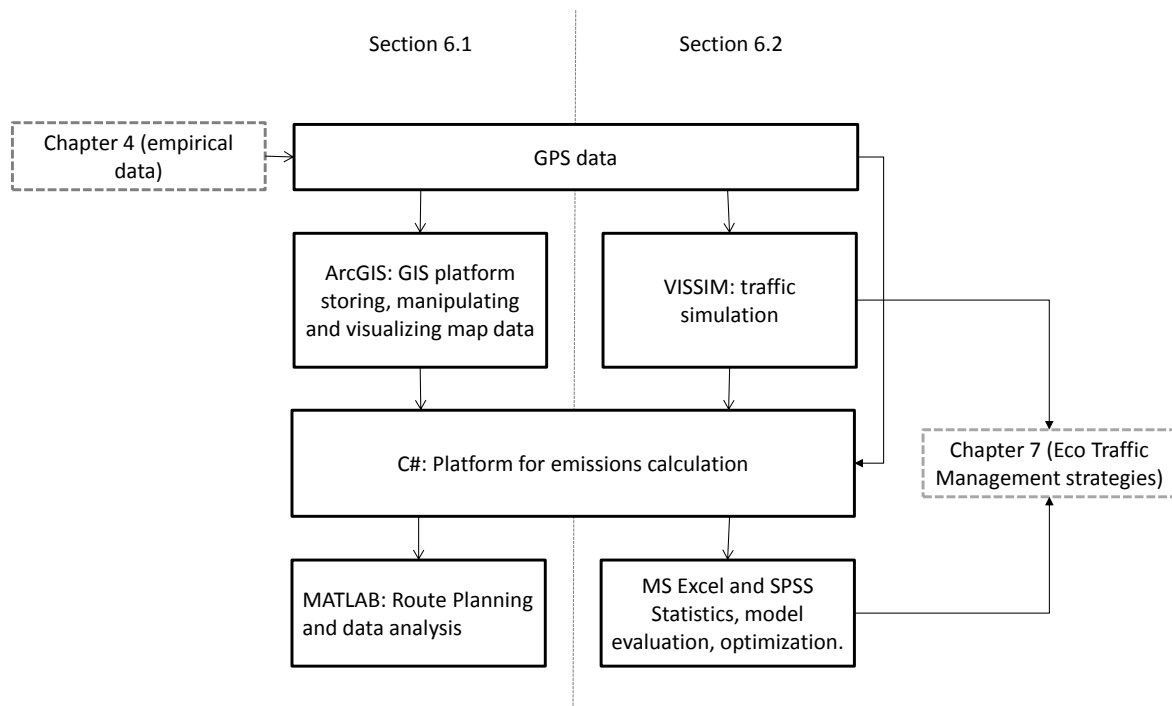 Section 6.1
Section 6.2
Chapter 4 (empirical
data)
GPS data
ArcGIS: GIS platform
storing, manipulating
and visualizing map data
VISSIM: traffic
simulation
C#: Platform for emissions calculation
Chapter 7 (Eco Traffic
Management strategies)
MATLAB: Route Planning
and data analysis
MS Excel and SPSS
Statistics, model
evaluation, optimization.